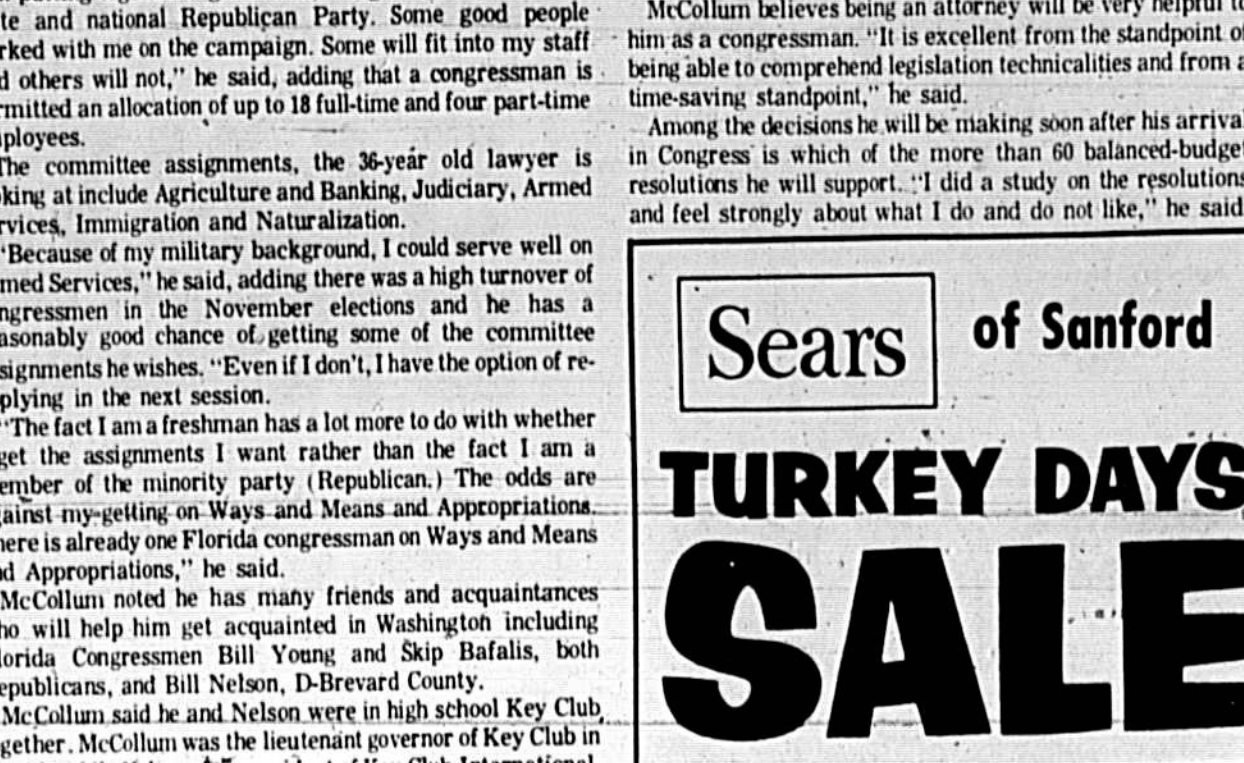 te and national Republican Party. Some good people
rked with me on the campaign. Some will fit into my staff
d others will not," he said, adding that a congressman is
rmitted an allocation of up to 18 full-time and four part-time
ployees.
The committee assignments, the 36-year old lawyer is
king at include Agriculture and Banking, Judiciary, Armed
rvices, Immigration and Naturalization.
"Because of my military background, I could serve well on
med Services," he said, adding there was a high turnover of
ngressmen in the November elections and he has a
asonably good chance of getting some of the committee
signments he wishes. "Even if I don't, I have the option of re-
plying in the next session.
"The fact I am a freshman has a lot more to do with whether
get the assignments I want rather than the fact I am a
ember of the minority party (Republican.) The odds are
ainst my getting on Ways and Means and Appropriations.
here is already one Florida congressman on Ways and Means
d Appropriations," he said.
McCollum noted he has many friends and acquaintances
ho will help him get acquainted in Washington including
lorida Congressmen Bill Young and Skip Bafalis, both
epublicans, and Bill Nelson, D-Brevard County.
McCollum said he and Nelson were in high school Key Club
gether. McCollum was the lieutenant governor of Key Club in
McCollum believes being an attorney will be very helpful to
him as a congressman. "It is excellent from the standpoint of
being able to comprehend legislation technicalities and from a
time-saving standpoint," he said.
Among the decisions he will be making soon after his arrival
in Congress is which of the more than 60 balanced-budget
resolutions he will support. "I did a study on the resolutions
and feel strongly about what I do and do not like," he said
Sears of Sanford
TURKEY DAYS
SALE